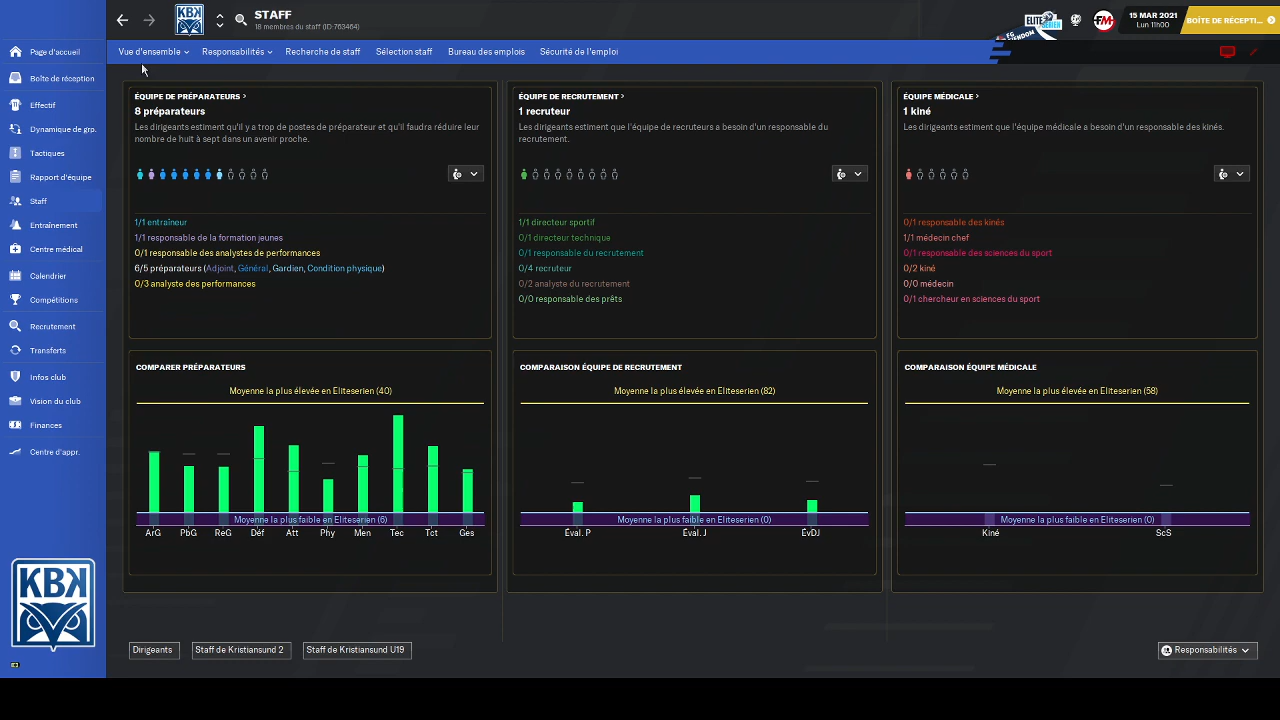 STAFF
18 membres du staff (ID:763464)
15 MAR 2021
Lun 11h00
BOÎTE DE RÉCEPTI...
Vue d'ensemble
Responsabilités
Recherche de staff
Sélection staff
Bureau des emplois
Sécurité de l'emploi
Page d'accueil
Boîte de réception
Effectif
Dynamique de grp.
Tactiques
Rapport d'équipe
Staff
Entraînement
Centre médical
Calendrier
Compétitions
Recrutement
Transferts
Infos club
Vision du club
Finances
Centre d'appr.
KBK
ÉQUIPE DE PRÉPARATEURS >
8 préparateurs
Les dirigeants estiment qu'il y a trop de postes de préparateur et qu'il faudra réduire leur
nombre de huit à sept dans un avenir proche.
1/1 entraîneur
1/1 responsable de la formation jeunes
0/1 responsable des analystes de performances
6/5 préparateurs (Adjoint, Général, Gardien, Condition physique)
0/3 analyste des performances
ÉQUIPE DE RECRUTEMENT >
1 recruteur
Les dirigeants estiment que l'équipe de recruteurs a besoin d'un responsable du
recrutement.
1/1 directeur sportif
0/1 directeur technique
0/1 responsable du recrutement
0/4 recruteur
0/2 analyste du recrutement
0/0 responsable des prêts
ÉQUIPE MÉDICALE >
1 kiné
Les dirigeants estiment que l'équipe médicale a besoin d'un responsable des kinés.
0/1 responsable des kinés
1/1 médecin chef
0/1 responsable des sciences du sport
0/2 kiné
0/0 médecin
0/1 chercheur en sciences du sport
COMPARER PRÉPARATEURS
Moyenne la plus élevée en Eliteserien (40)
Moyenne la plus faible en Eliteserien (6)
ArG PbG ReG Déf Att Phy Men Tec Tct Ges
COMPARAISON ÉQUIPE DE RECRUTEMENT
Moyenne la plus élevée en Eliteserien (82)
Moyenne la plus faible en Eliteserien (0)
Éval. P Éval. J ÉvDJ
COMPARAISON ÉQUIPE MÉDICALE
Moyenne la plus élevée en Eliteserien (58)
Moyenne la plus faible en Eliteserien (0)
Kiné ScS
Dirigeants
Staff de Kristiansund 2
Staff de Kristiansund U19
Responsabilités